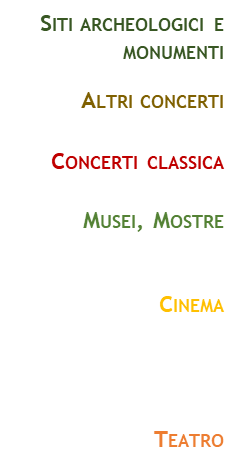 Siti archeologici e
monumenti
Altri concerti
Concerti classica
Musei, Mostre
Cinema
Teatro